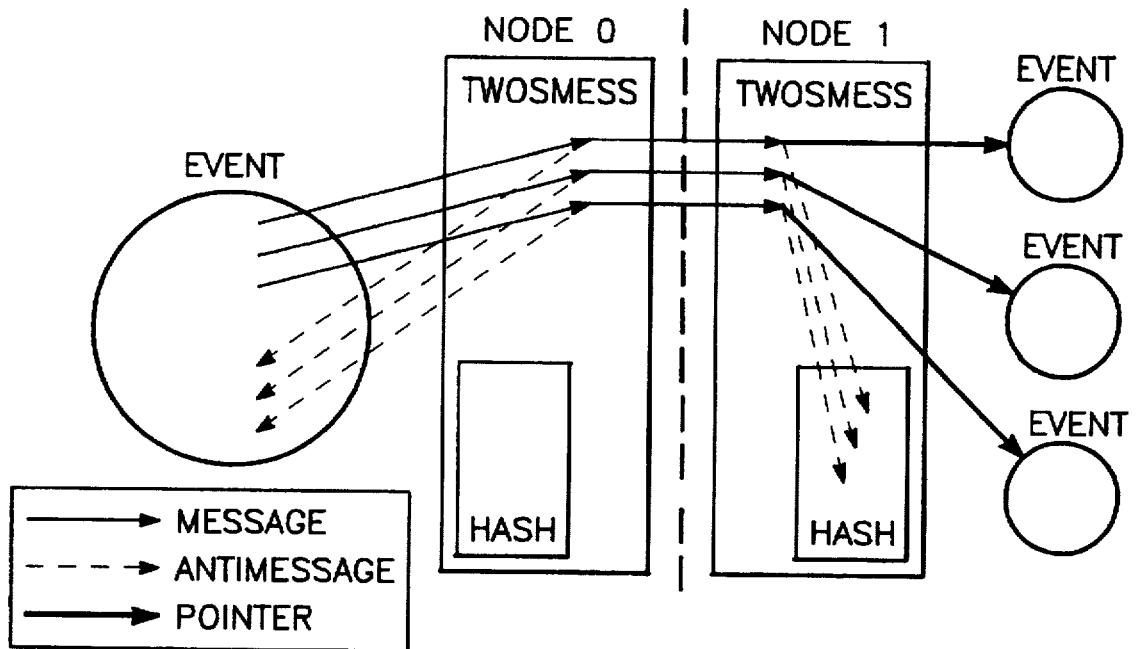 NODE 0
NODE 1
TWOSMESS
TWOSMESS
EVENT
EVENT
EVENT
EVENT
HASH
HASH
MESSAGE
ANTIMESSAGE
POINTER